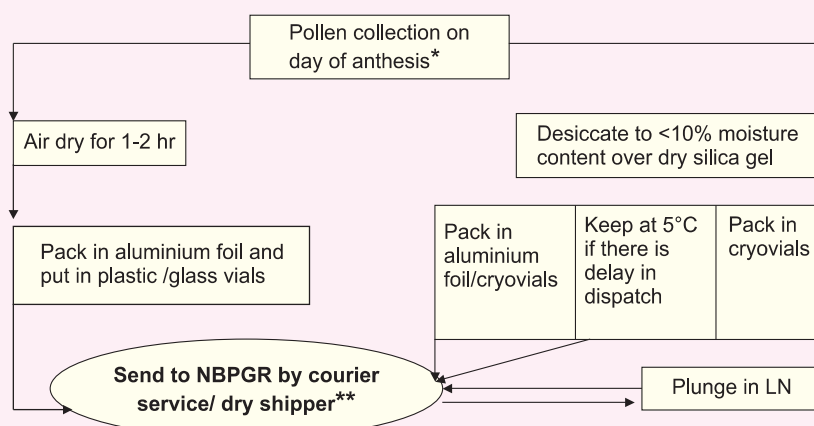 Pollen collection on
day of anthesis*
Air dry for 1-2 hr
Desiccate to <10% moisture
content over dry silica gel
Pack in aluminium foil and
put in plastic /glass vials
Pack in
aluminium
foil/cryovials
Keep at 5°C
if there is
delay in
dispatch
Pack in
cryovials
Send to NBPGR by courier
service/ dry shipper**
Plunge in LN